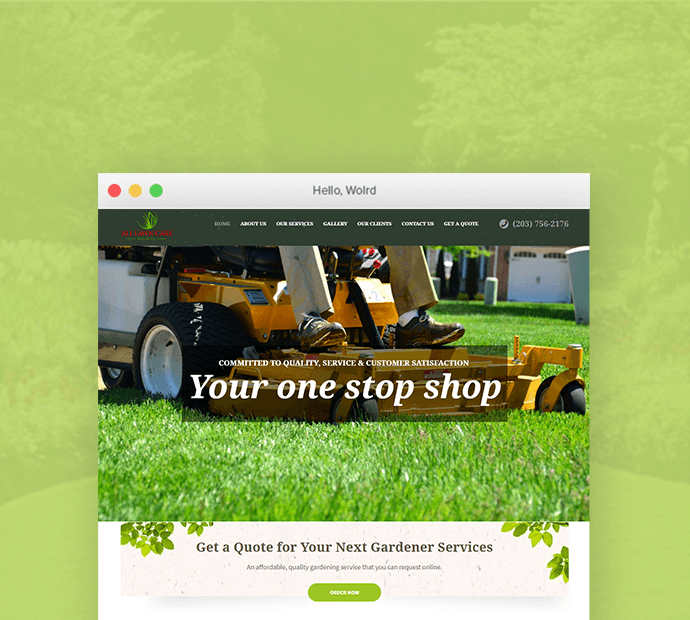 Hello, Wolrd
HOME ABOUT US OUR SERVICES GALLERY OUR CLIENTS CONTACT US GET A QUOTE (203) 756-2176
COMMITTED TO QUALITY, SERVICE & CUSTOMER SATISFACTION
Your one stop shop
Get a Quote for Your Next Gardener Services
An affordable, quality gardening service that you can request online.
ORDER NOW